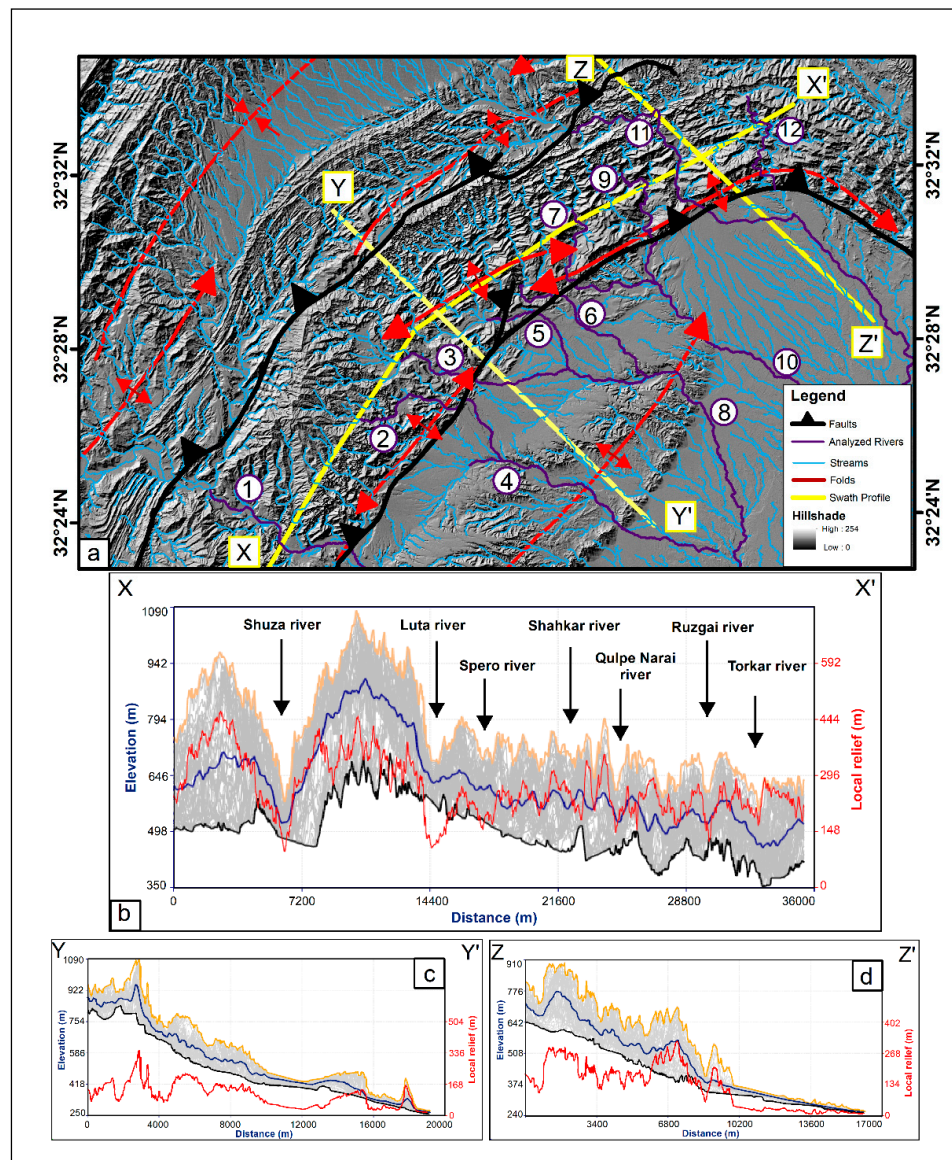 Z
X'
11
12
32°32'N
32°32'N
Y
9
7
Z'
32°28'N
32°28'N
5
6
3
10
8
2
1
4
Y'
X
32°24'N
32°24'N
a
Legend
Faults
Analyzed Rivers
Streams
Folds
Swath Profile
Hillshade
High : 254
Low : 0
X
X'
1090
942
794
646
498
350
Elevation (m)
Shuza river
Luta river
Spero river
Shahkar river
Qulpe Narai
river
Ruzgai river
Torkar river
592
444
296
148
0
Local relief (m)
0
7200
14400
21600
28800
36000
Distance (m)
b
Y
Y'
c
1090
922
754
586
418
250
Elevation (m)
504
336
168
0
Local relief (m)
0
4000
8000
12000
16000
20000
Distance (m)
Z
Z'
d
910
776
642
508
374
240
Elevation (m)
402
268
134
0
Local relief (m)
3400
6800
10200
13600
17000
Distance (m)